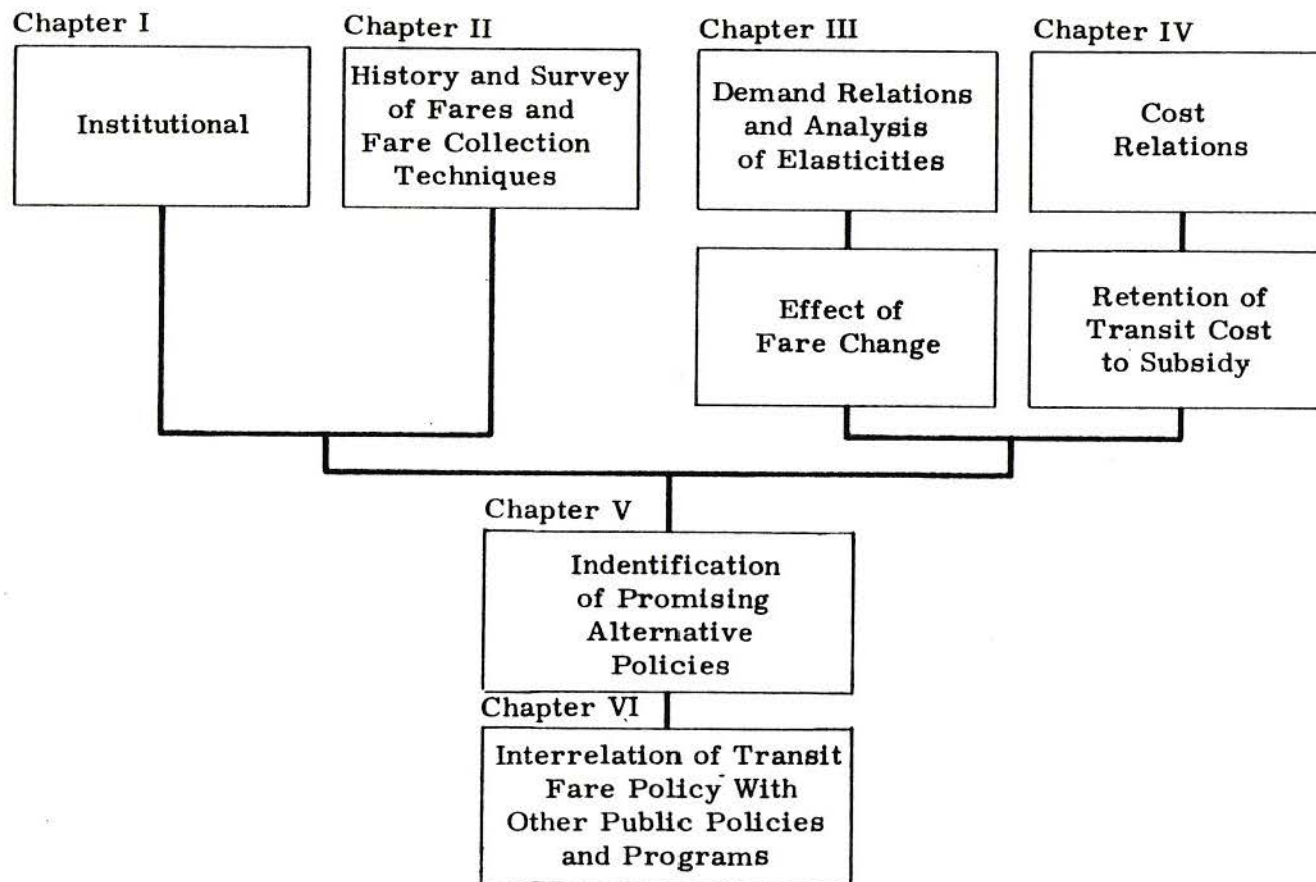 Chapter I
Institutional
Chapter II
History and Survey
of Fares and
Fare Collection
Techniques
Chapter III
Demand Relations
and Analysis
of Elasticities
Effect of
Fare Change
Chapter IV
Cost
Relations
Retention of
Transit Cost
to Subsidy
Chapter V
Indentification
of Promising
Alternative
Policies
Chapter VI
Interrelation of Transit
Fare Policy With
Other Public Policies
and Programs